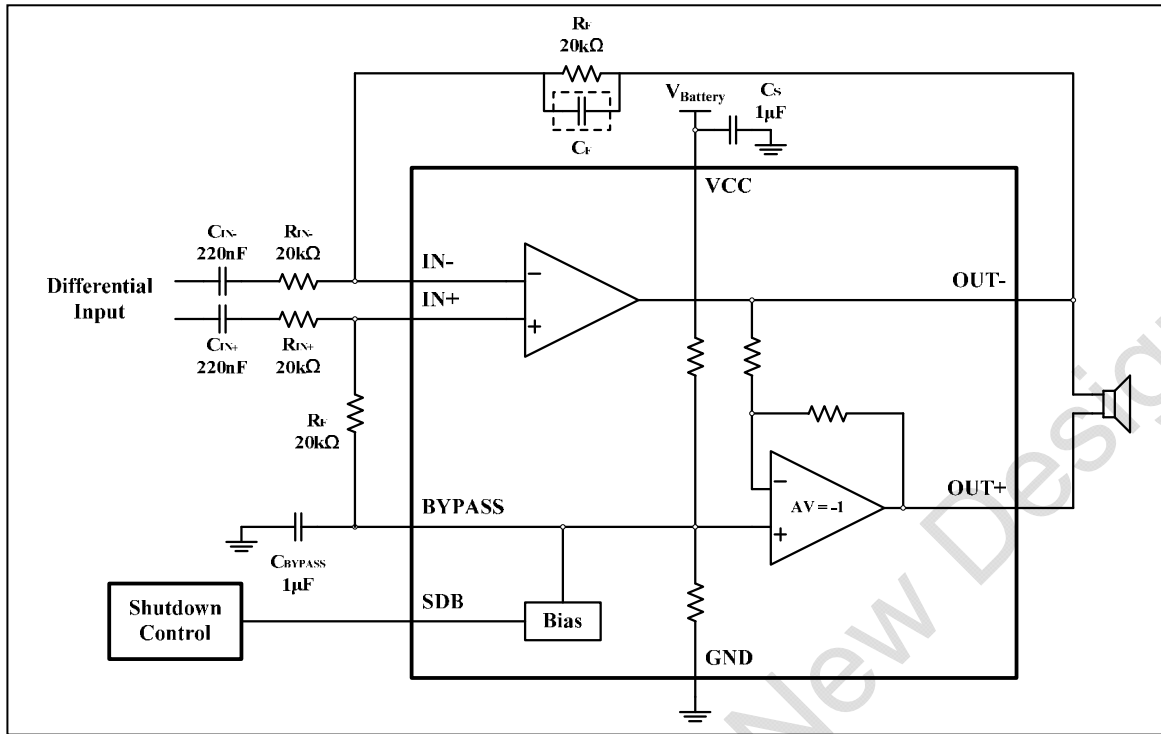 RF
20kΩ
VBattery
CS
1µF
CF
VCC
CIN-
220nF
RIN-
20kΩ
IN-
Differential
Input
IN+
OUT-
CIN+
220nF
RIN+
20kΩ
RF
20kΩ
BYPASS
AV = -1
OUT+
CBYPASS
1µF
SDB
Shutdown
Control
Bias
GND
New Design